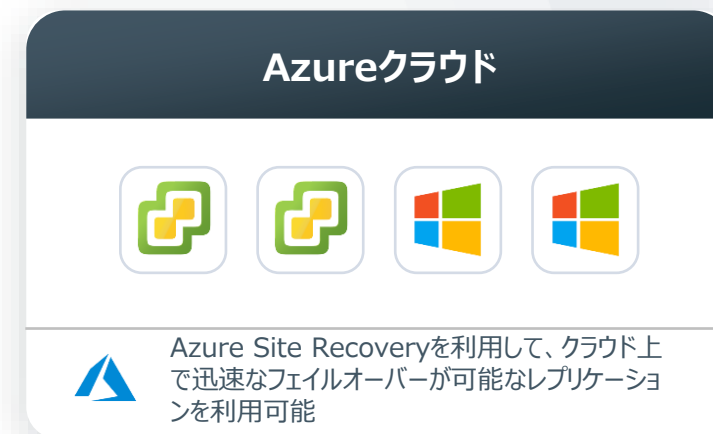 Azureクラウド
Azure Site Recoveryを利用して、クラウド上
で迅速なフェイルオーバーが可能なレプリケーショ
ンを利用可能